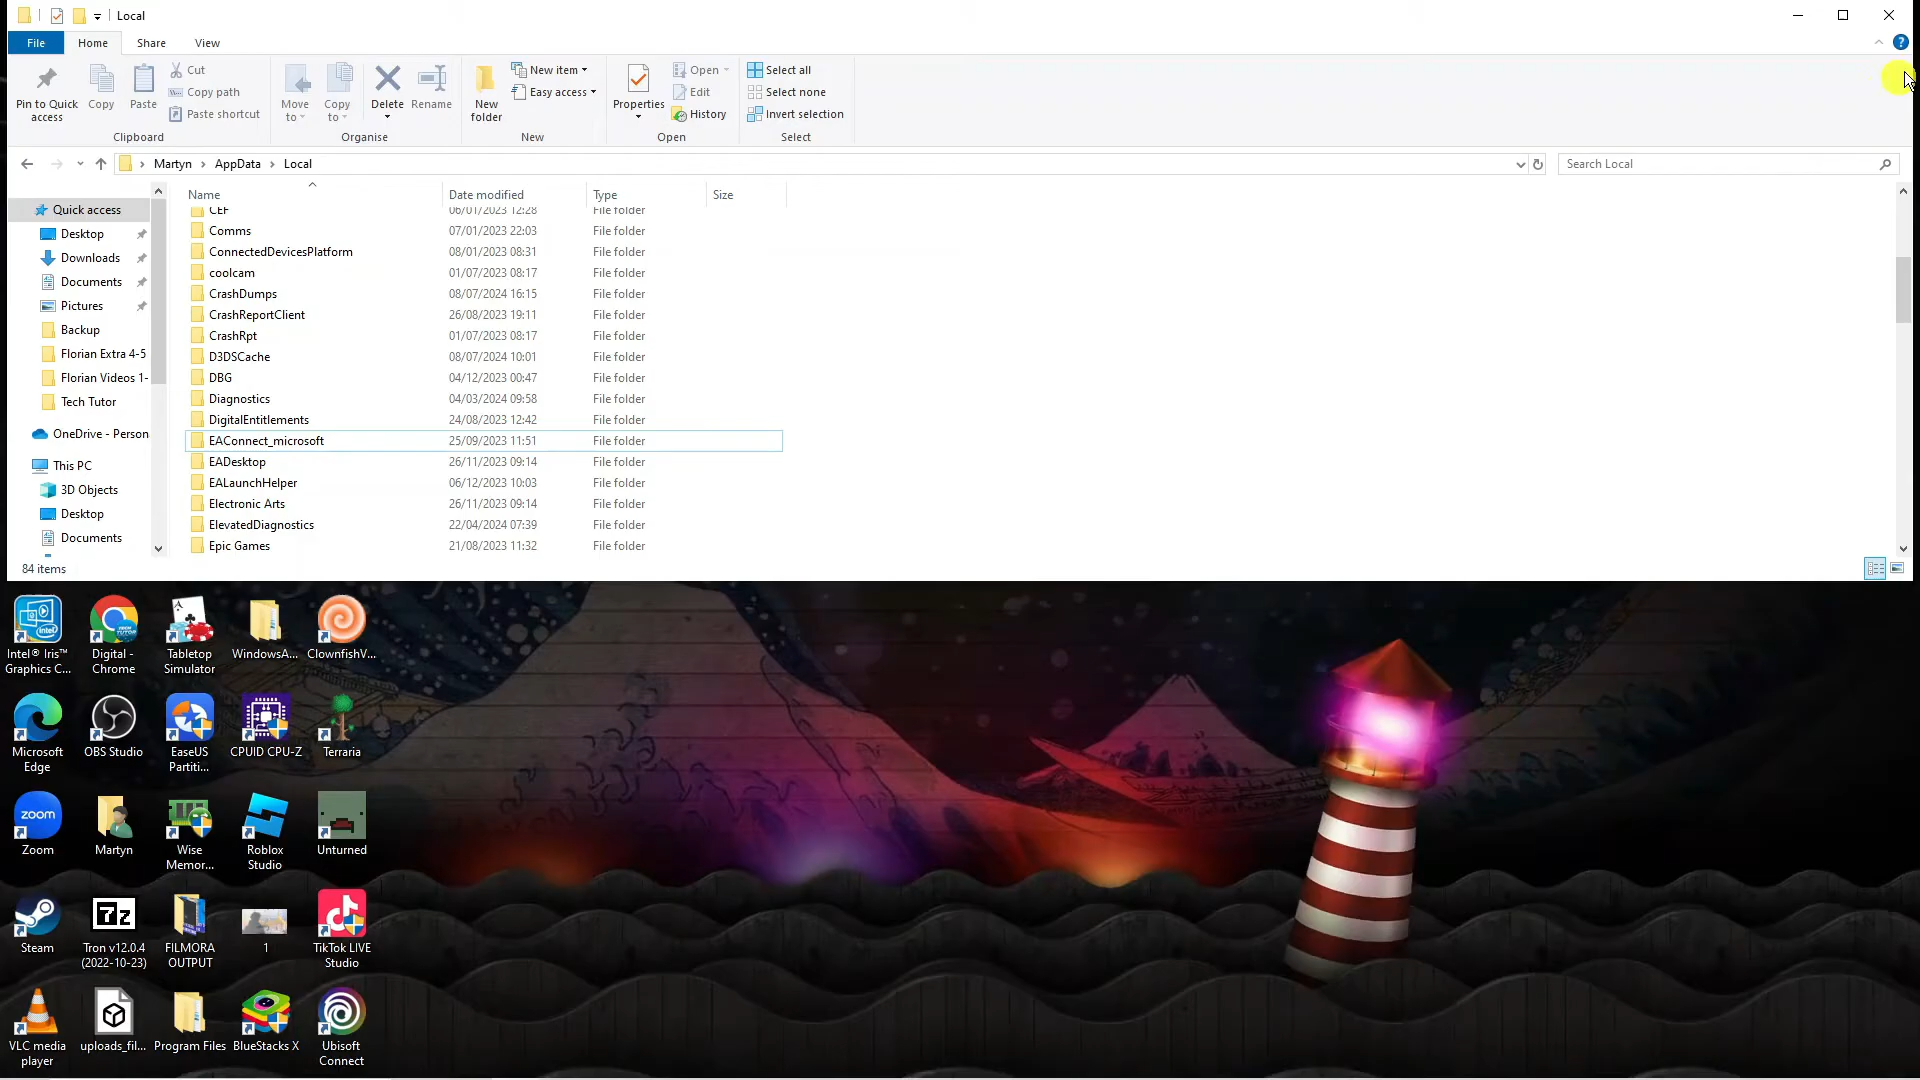 Local
File Home Share View
Pin to Quick access
Copy
Paste
Cut
Copy path
Paste shortcut
Clipboard
Move to
Copy to
Delete
Rename
Organise
New folder
New item
Easy access
New
Properties
Open
Edit
History
Open
Select all
Select none
Invert selection
Select
Martyn > AppData > Local
Search Local
Quick access
Desktop
Downloads
Documents
Pictures
Backup
Florian Extra 4-5
Florian Videos 1-
Tech Tutor
OneDrive - Person
This PC
3D Objects
Desktop
Documents
Name Date modified Type Size
CEF 06/01/2023 12:28 File folder
Comms 07/01/2023 22:03 File folder
ConnectedDevicesPlatform 08/01/2023 08:31 File folder
coolcam 01/07/2023 08:17 File folder
CrashDumps 08/07/2024 16:15 File folder
CrashReportClient 26/08/2023 19:11 File folder
CrashRpt 01/07/2023 08:17 File folder
D3DSCache 08/07/2024 10:01 File folder
DBG 04/12/2023 00:47 File folder
Diagnostics 04/03/2024 09:58 File folder
DigitalEntitlements 24/08/2023 12:42 File folder
EAConnect_microsoft 25/09/2023 11:51 File folder
EADesktop 26/11/2023 09:14 File folder
EALaunchHelper 06/12/2023 10:03 File folder
Electronic Arts 26/11/2023 09:14 File folder
ElevatedDiagnostics 22/04/2024 07:39 File folder
Epic Games 21/08/2023 11:32 File folder
84 items
Intel® Iris™ Graphics C...
Digital - Chrome
Tabletop Simulator
WindowsA...
ClownfishV...
Microsoft Edge
OBS Studio
EaseUS Partiti...
CPUID CPU-Z
Terraria
zoom
Zoom
Martyn
Wise Memor...
Roblox Studio
Unturned
Steam
7z
Tron v12.0.4 (2022-10-23)
FILMORA OUTPUT
1
TikTok LIVE Studio
VLC media player
uploads_fil...
Program Files
BlueStacks X
Ubisoft Connect